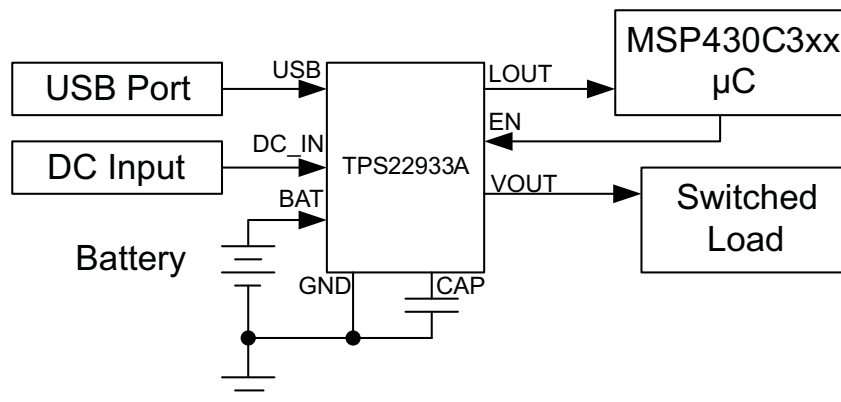 MSP430C3xx
µC
USB
LOUT
USB Port
EN
DC_IN
DC Input
TPS22933A
VOUT
BAT
Switched
Load
Battery
GND
CAP